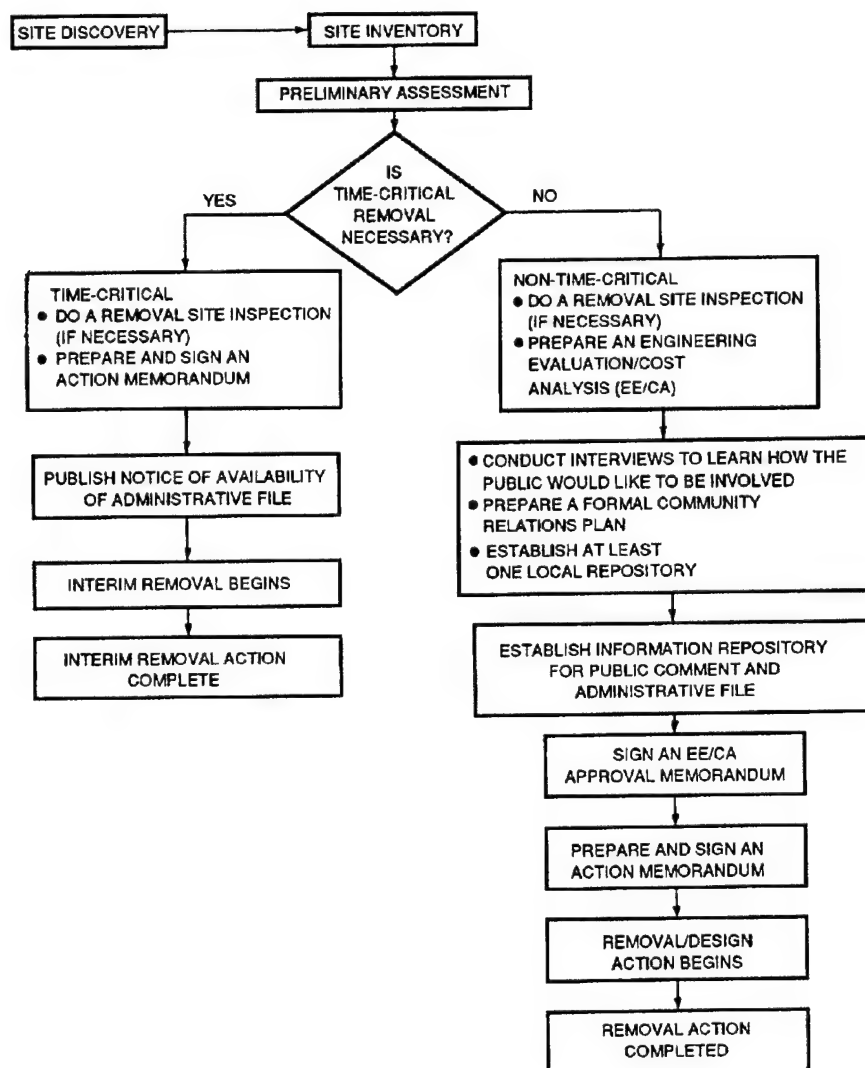 SITE DISCOVERY
SITE INVENTORY
PRELIMINARY ASSESSMENT
IS
TIME-CRITICAL
REMOVAL
NECESSARY?
YES
NO
TIME-CRITICAL
● DO A REMOVAL SITE INSPECTION
(IF NECESSARY)
● PREPARE AND SIGN AN
ACTION MEMORANDUM
PUBLISH NOTICE OF AVAILABILITY
OF ADMINISTRATIVE FILE
INTERIM REMOVAL BEGINS
INTERIM REMOVAL ACTION
COMPLETE
NON-TIME-CRITICAL
● DO A REMOVAL SITE INSPECTION
(IF NECESSARY)
● PREPARE AN ENGINEERING
EVALUATION/COST
ANALYSIS (EE/CA)
● CONDUCT INTERVIEWS TO LEARN HOW THE
PUBLIC WOULD LIKE TO BE INVOLVED
● PREPARE A FORMAL COMMUNITY
RELATIONS PLAN
● ESTABLISH AT LEAST
ONE LOCAL REPOSITORY
ESTABLISH INFORMATION REPOSITORY
FOR PUBLIC COMMENT AND
ADMINISTRATIVE FILE
SIGN AN EE/CA
APPROVAL MEMORANDUM
PREPARE AND SIGN AN
ACTION MEMORANDUM
REMOVAL/DESIGN
ACTION BEGINS
REMOVAL ACTION
COMPLETED